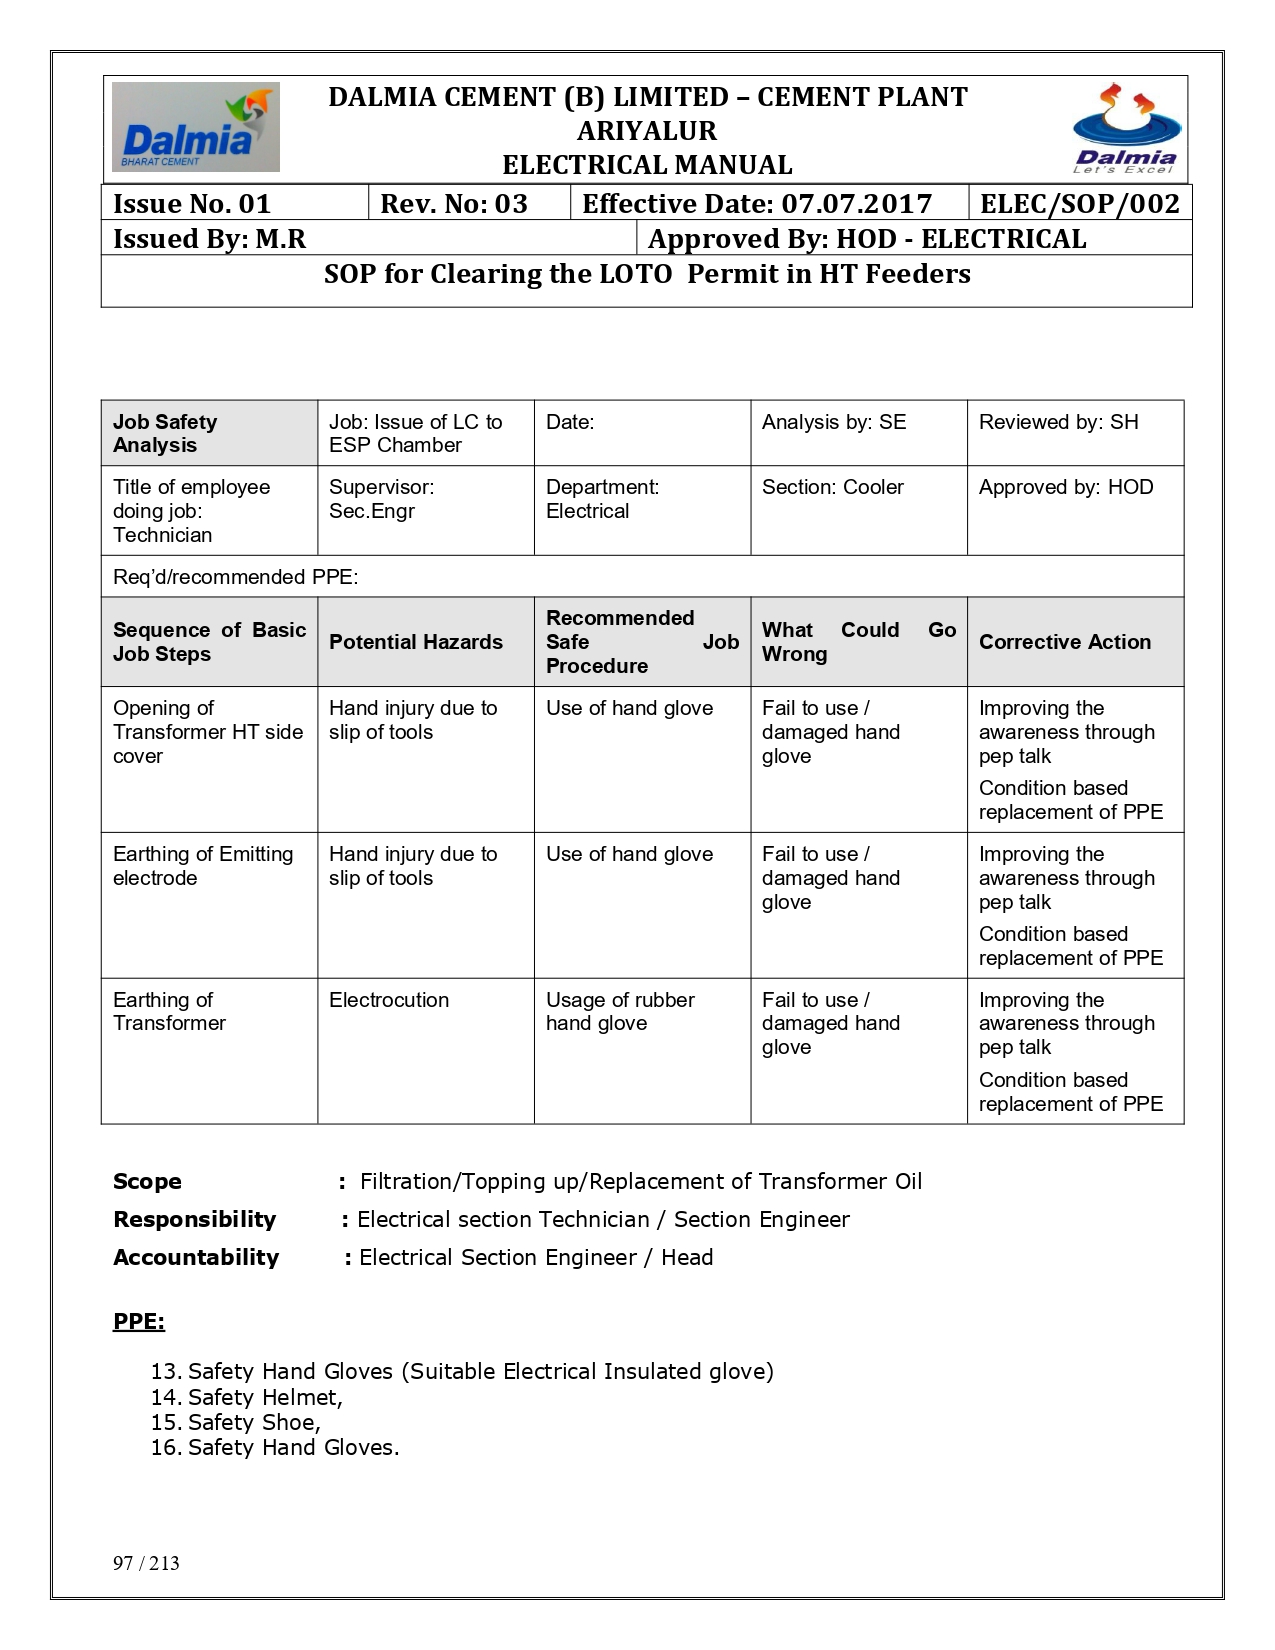 Dalmia
BHARAT CEMENT
DALMIA CEMENT (B) LIMITED – CEMENT PLANT
ARIYALUR
ELECTRICAL MANUAL
Dalmia
Let's Excel
Issue No. 01 Rev. No: 03 Effective Date: 07.07.2017 ELEC/SOP/002
Issued By: M.R Approved By: HOD - ELECTRICAL
SOP for Clearing the LOTO Permit in HT Feeders
Job Safety
Analysis
Job: Issue of LC to
ESP Chamber
Date:
Analysis by: SE
Reviewed by: SH
Title of employee
doing job:
Technician
Supervisor:
Sec.Engr
Department:
Electrical
Section: Cooler
Approved by: HOD
Req'd/recommended PPE:
Sequence of Basic
Job Steps
Potential Hazards
Recommended
Safe Job
Procedure
What Could Go
Wrong
Corrective Action
Opening of
Transformer HT side
cover
Hand injury due to
slip of tools
Use of hand glove
Fail to use /
damaged hand
glove
Improving the
awareness through
pep talk
Condition based
replacement of PPE
Earthing of Emitting
electrode
Hand injury due to
slip of tools
Use of hand glove
Fail to use /
damaged hand
glove
Improving the
awareness through
pep talk
Condition based
replacement of PPE
Earthing of
Transformer
Electrocution
Usage of rubber
hand glove
Fail to use /
damaged hand
glove
Improving the
awareness through
pep talk
Condition based
replacement of PPE
Scope : Filtration/Topping up/Replacement of Transformer Oil
Responsibility : Electrical section Technician / Section Engineer
Accountability : Electrical Section Engineer / Head
PPE:
13. Safety Hand Gloves (Suitable Electrical Insulated glove)
14. Safety Helmet,
15. Safety Shoe,
16. Safety Hand Gloves.
97 / 213